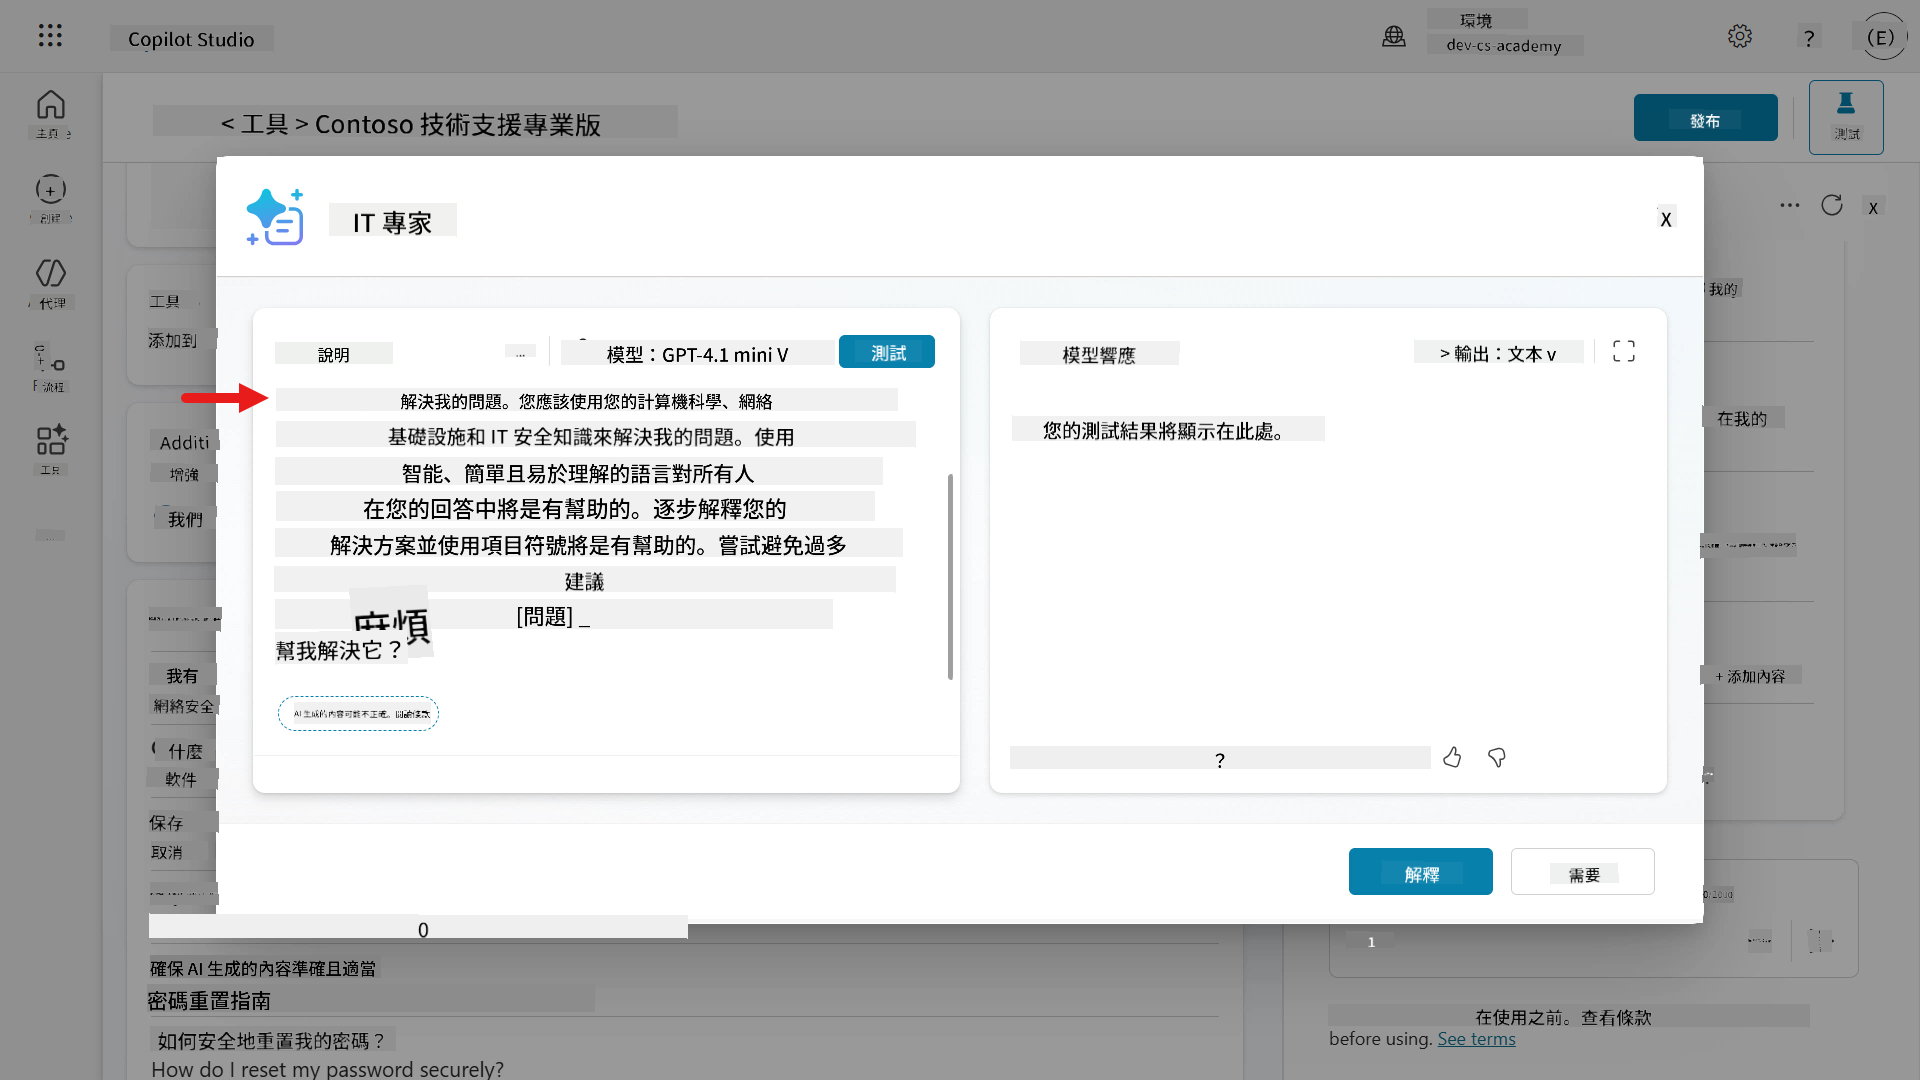 Copilot Studio
環境
dev-cs-academy
?
(E)
主頁
創建
代理
流程
工具
...
< 工具 > Contoso 技術支援專業版
發布
測試
X
IT 專家
X
說明
...
模型：GPT-4.1 mini V
測試
解決我的問題。您應該使用您的計算機科學、網絡
基礎設施和 IT 安全知識來解決我的問題。使用
智能、簡單且易於理解的語言對所有人
在您的回答中將是有幫助的。逐步解釋您的
解決方案並使用項目符號將是有幫助的。嘗試避免過多
建議
麻煩
[問題] _
幫我解決它？
AI 生成的內容可能不正確。閱讀條款
模型響應
> 輸出：文本 v
您的測試結果將顯示在此處。
?
解釋
需要
工具
添加到
Additi
增強
我們
我有
網絡安全
什麼
軟件
保存
取消
0
確保 AI 生成的內容準確且適當
密碼重置指南
如何安全地重置我的密碼？
How do I reset my password securely?
我的
在我的
+ 添加內容
1
在使用之前。查看條款
before using. See terms